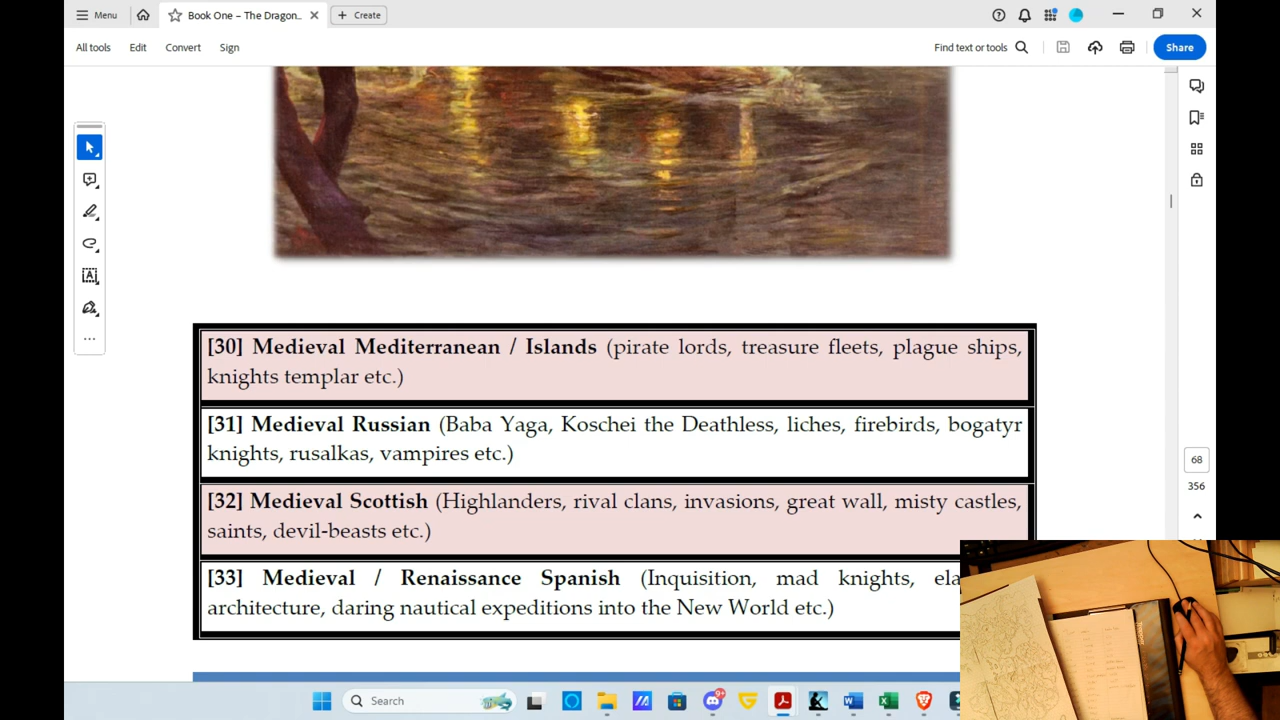 Menu
Book One – The Dragon...
Create
All tools
Edit
Convert
Sign
Find text or tools
Share
[30] Medieval Mediterranean / Islands (pirate lords, treasure fleets, plague ships,
knights templar etc.)
[31] Medieval Russian (Baba Yaga, Koschei the Deathless, liches, firebirds, bogatyr
knights, rusalkas, vampires etc.)
[32] Medieval Scottish (Highlanders, rival clans, invasions, great wall, misty castles,
saints, devil-beasts etc.)
[33] Medieval / Renaissance Spanish (Inquisition, mad knights,
architecture, daring nautical expeditions into the New World etc.)
68
356
Search
9+